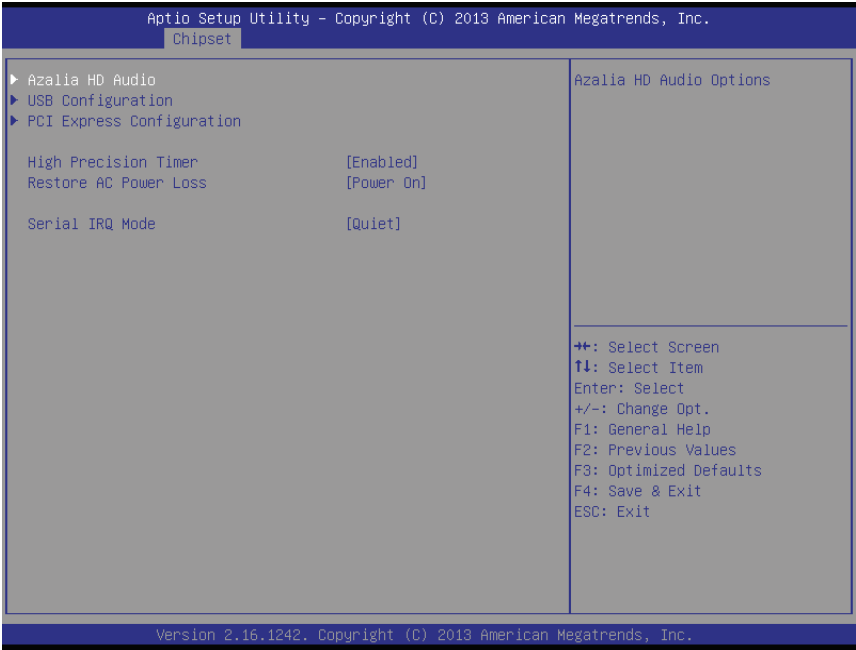 Aptio Setup Utility – Copyright (C) 2013 American Megatrends, Inc.
Chipset
Azalia HD Audio
USB Configuration
PCI Express Configuration
High Precision Timer [Enabled]
Restore AC Power Loss [Power On]
Serial IRQ Mode [Quiet]
Azalia HD Audio Options
→←: Select Screen
↑↓: Select Item
Enter: Select
+/-: Change Opt.
F1: General Help
F2: Previous Values
F3: Optimized Defaults
F4: Save & Exit
ESC: Exit
Version 2.16.1242. Copyright (C) 2013 American Megatrends, Inc.